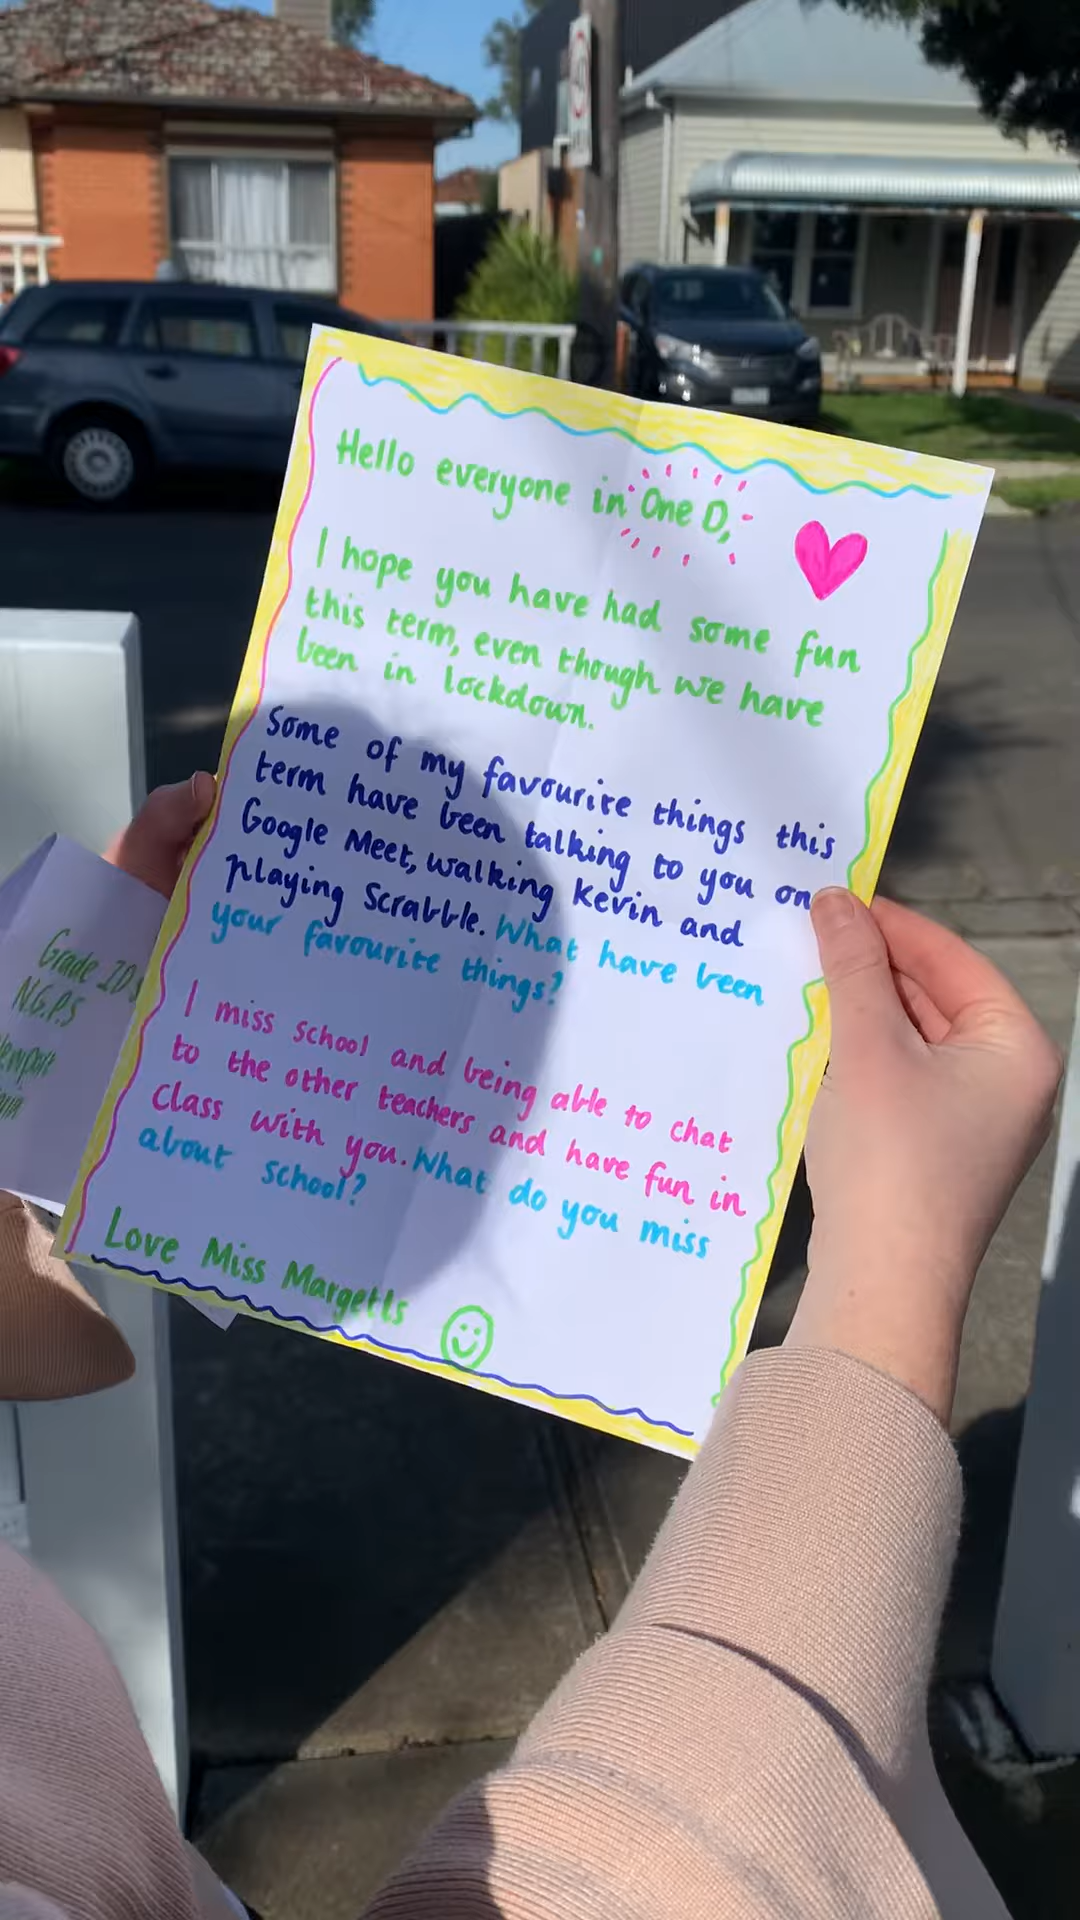 Hello everyone in One D,
I hope you have had some fun
this term, even though we have
been in lockdown.
Some of my favourite things this
term have been talking to you on
Google Meet, walking Kevin and
playing Scrabble. What have been
your favourite things?
I miss school and being able to chat
to the other teachers and have fun in
class with you. What do you miss
about school?
Love Miss Margetts
Grade 1D
N.G.P.S